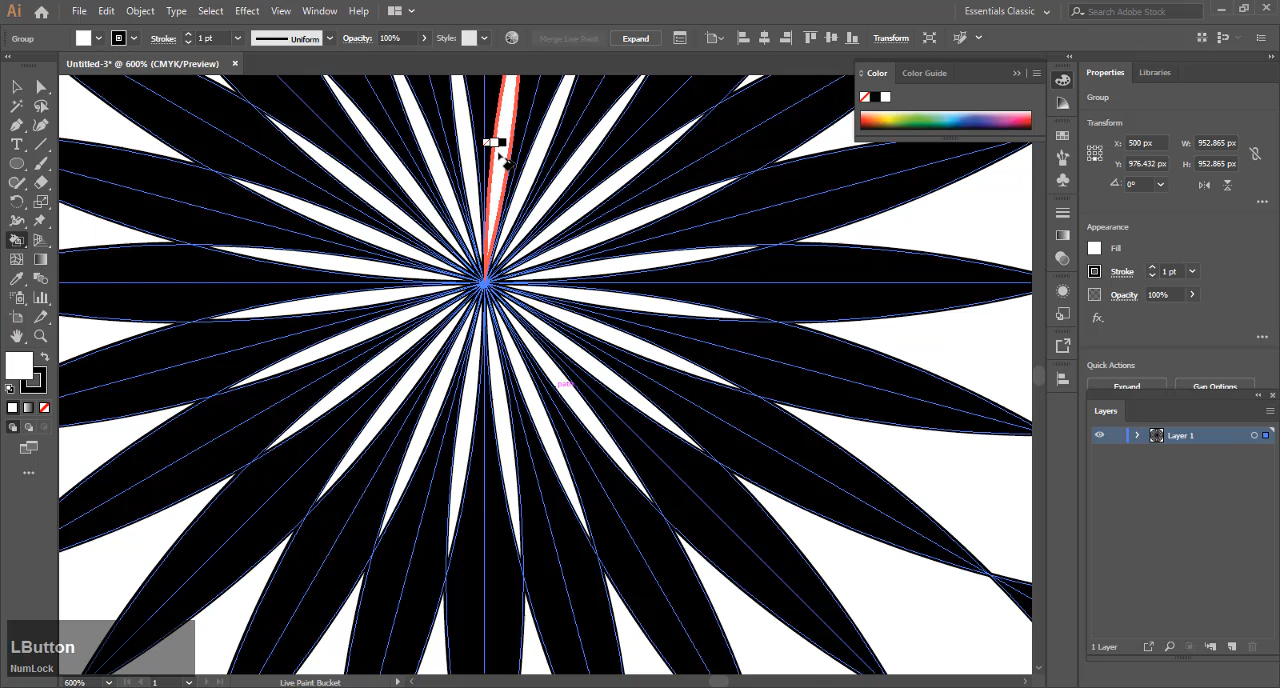 Ai File Edit Object Type Select Effect View Window Help Essentials Classic Search Adobe Stock
Group Stroke: 1 pt Uniform Opacity: 100% Style: Merge Live Paint Expand Transform
Untitled-3* @ 600% (CMYK/Preview) ×
Color Color Guide
Properties Libraries
Group
Transform
X: 500 px W: 952.865 px
Y: 976.432 px H: 952.865 px
0°
Appearance
Fill
Stroke 1 pt
Opacity 100%
fx.
Quick Actions
Expand Gap Options
Layers
Layer 1
1 Layer
path
LButton
NumLock
600% 1 Live Paint Bucket